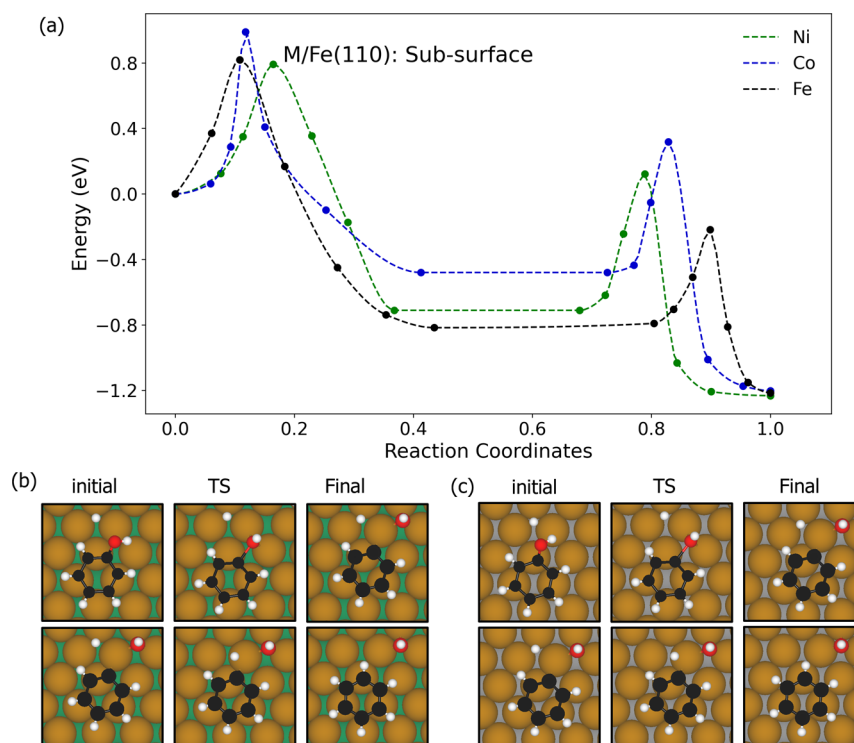 (a)
M/Fe(110): Sub-surface
Ni
Co
Fe
0.8
0.4
0.0
−0.4
−0.8
−1.2
Energy (eV)
0.0 0.2 0.4 0.6 0.8 1.0
Reaction Coordinates
(b) initial TS Final
(c) initial TS Final